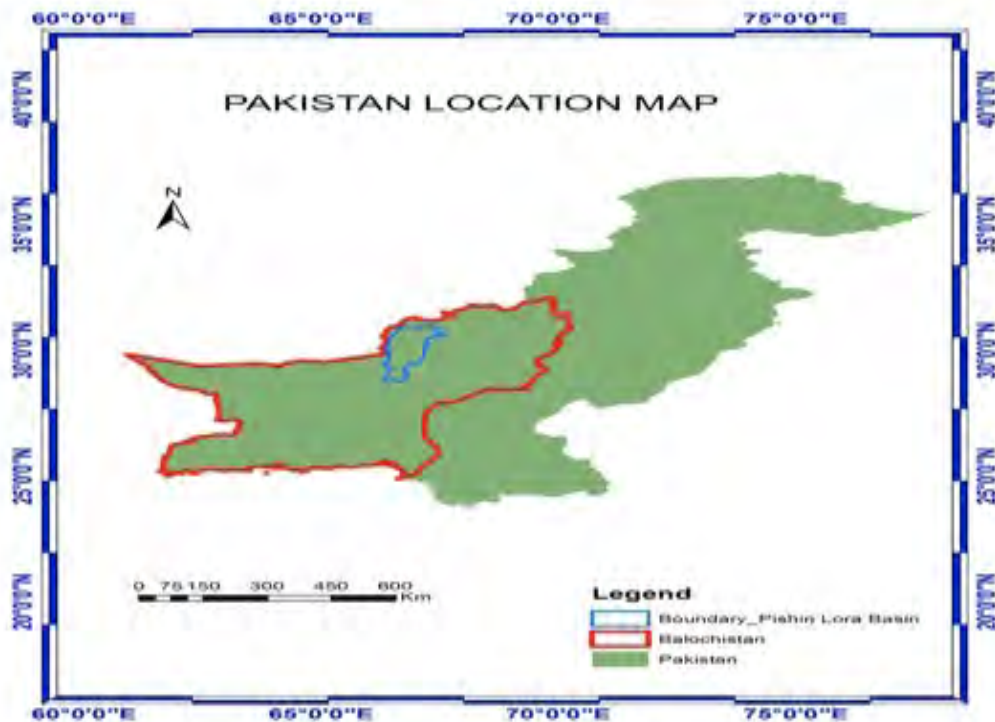 60°0'0"E 65°0'0"E 70°0'0"E 75°0'0"E
PAKISTAN LOCATION MAP
N
40°0'0"N 40°0'0"N
35°0'0"N 35°0'0"N
30°0'0"N 30°0'0"N
25°0'0"N 25°0'0"N
20°0'0"N 20°0'0"N
0 75 150 300 450 600
Km
Legend
Boundary_Pishin Lora Basin
Balochistan
Pakistan
60°0'0"E 65°0'0"E 70°0'0"E 75°0'0"E